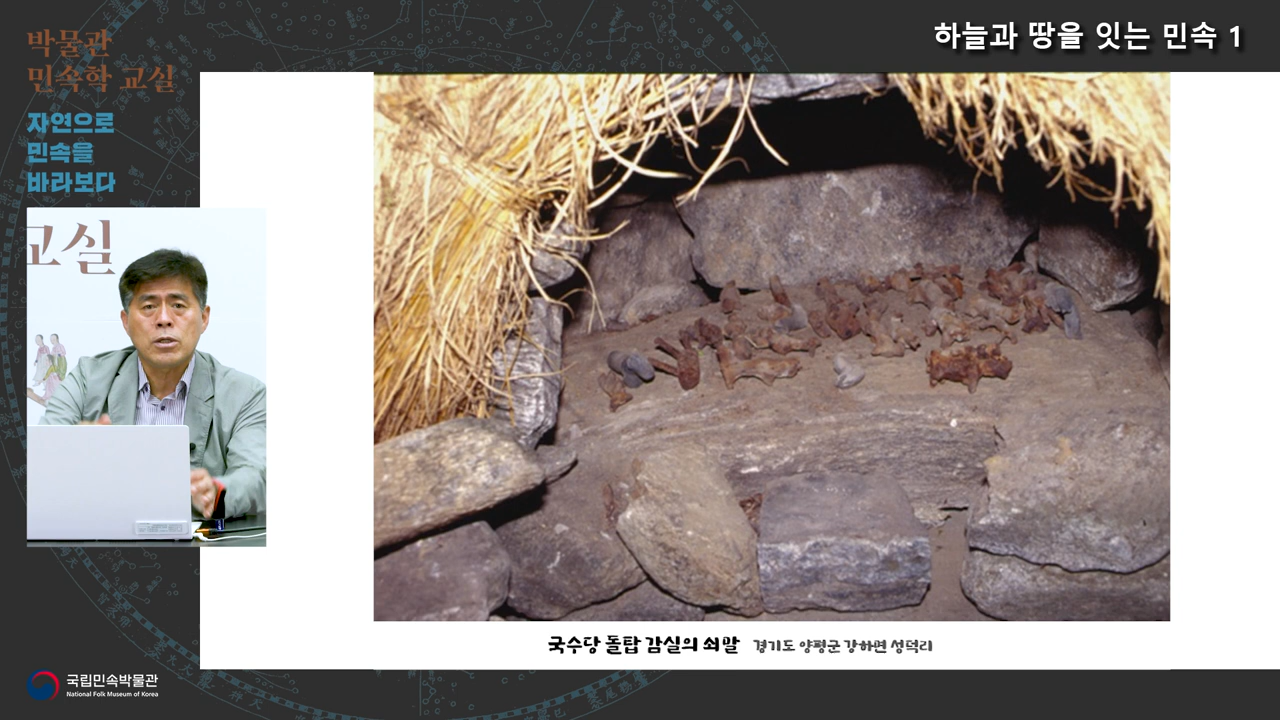 하늘과 땅을 잇는 민속 1
박물관
민속학 교실
자연으로
민속을
바라보다
교실
국수당 돌탑 감실의 쇠말 경기도 양평군 강하면 성덕리
국립민속박물관
National Folk Museum of Korea